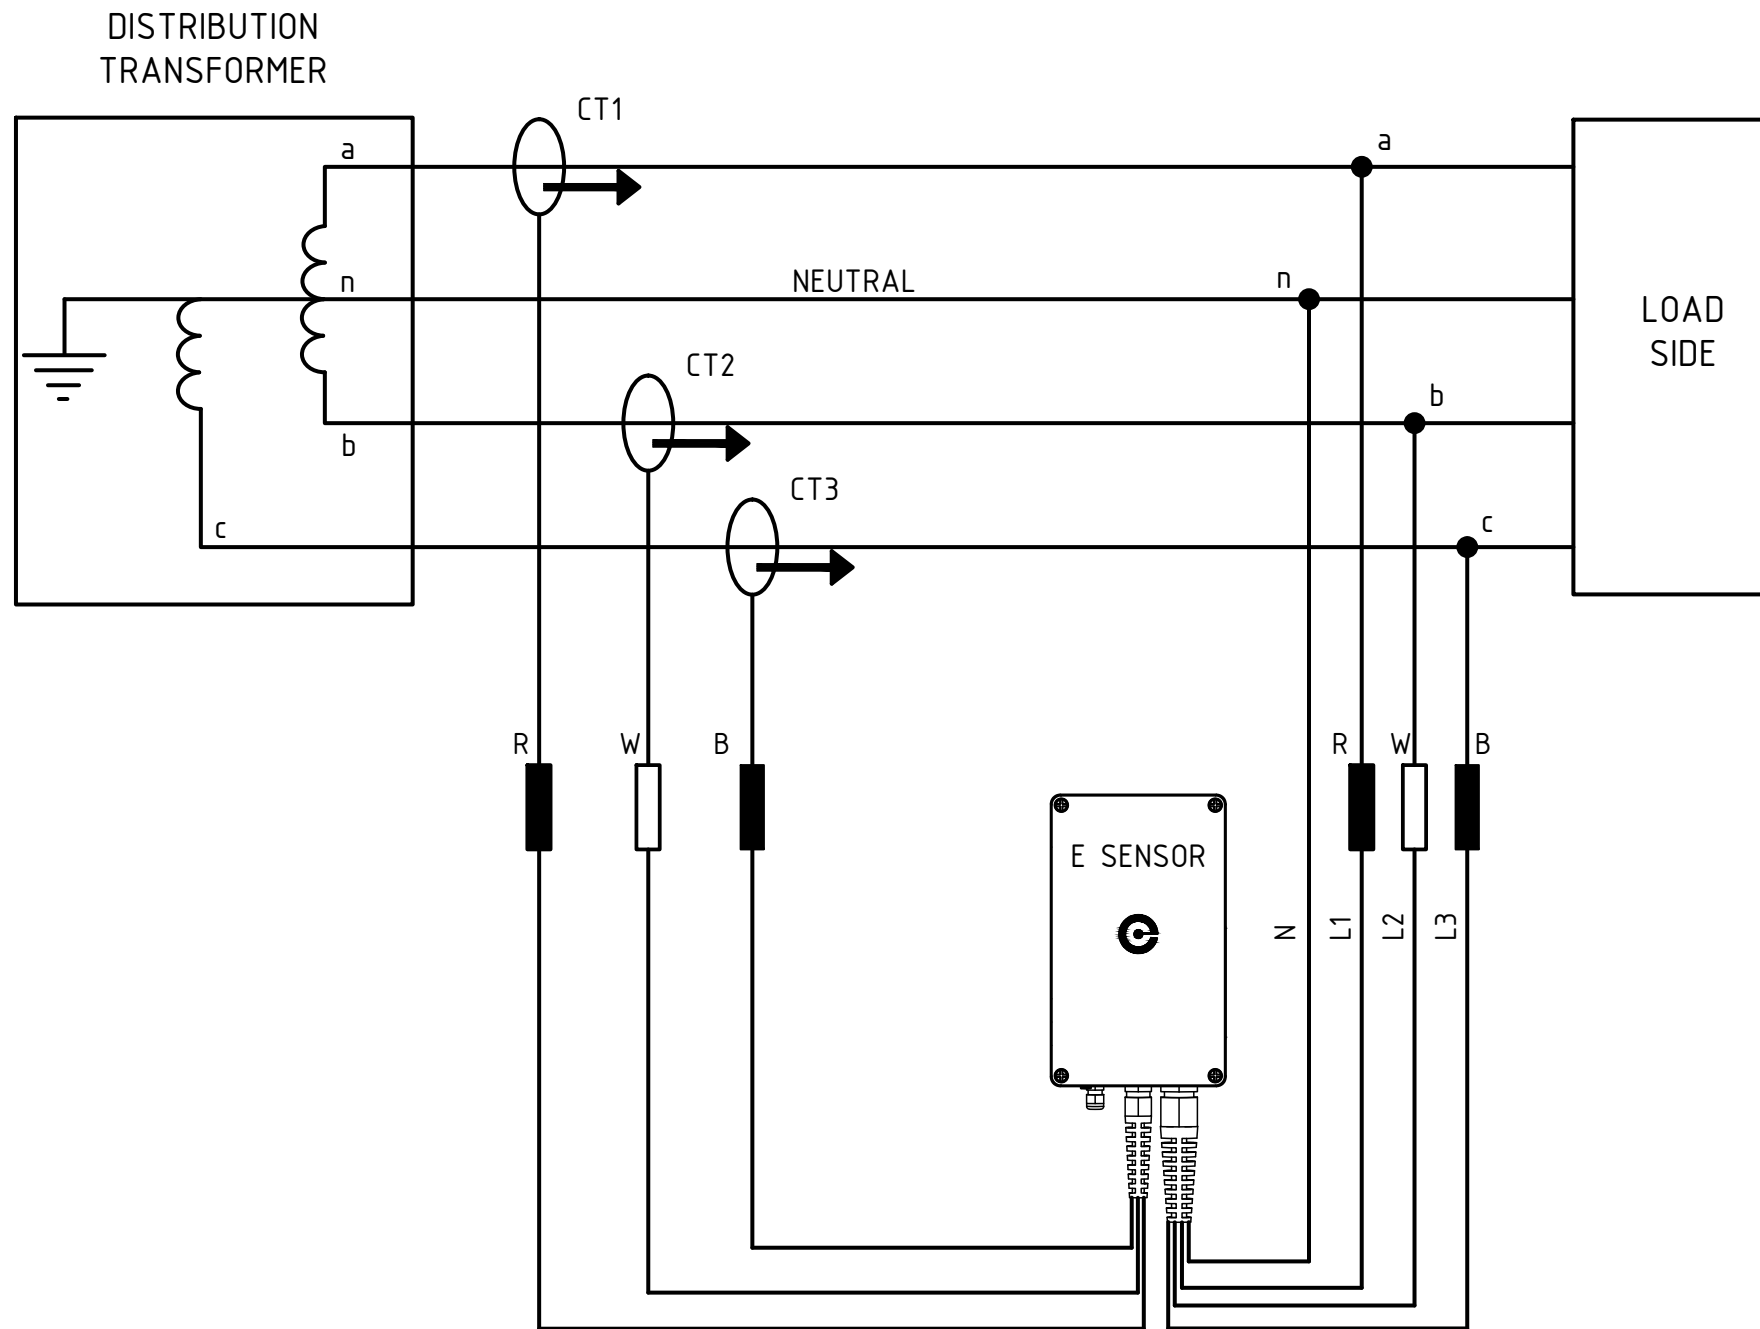 DISTRIBUTION
TRANSFORMER
CT1
a
a
n
NEUTRAL
n
LOAD
SIDE
CT2
b
b
CT3
c
c
R
W
B
R
W
B
E SENSOR
N
L1
L2
L3